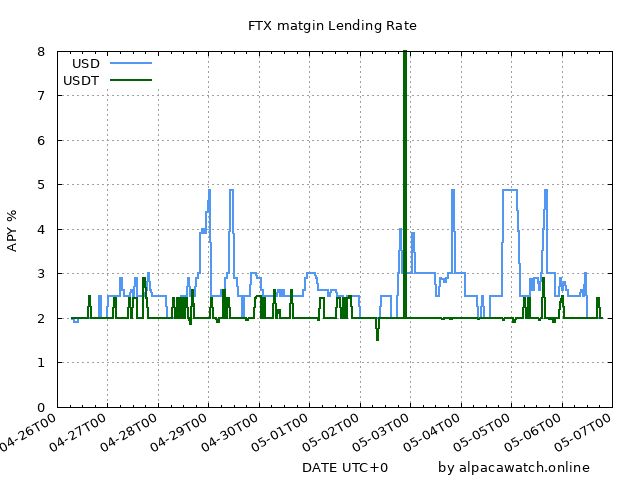 FTX matgin Lending Rate
USD
USDT
8
7
6
5
4
3
2
1
0
APY %
04-26T00
04-27T00
04-28T00
04-29T00
04-30T00
05-01T00
05-02T00
05-03T00
05-04T00
05-05T00
05-06T00
05-07T00
DATE UTC+0
by alpacawatch.online